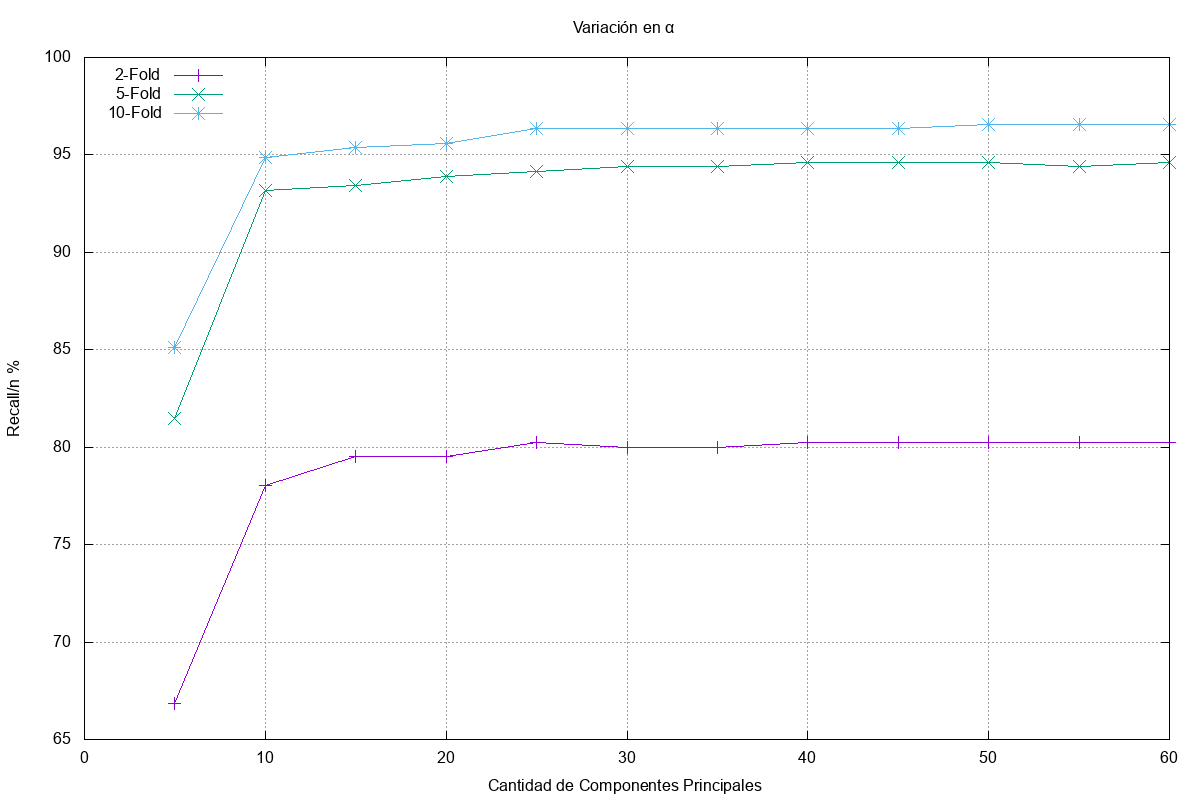 Variación en α
100
95
90
85
80
75
70
65
2-Fold
5-Fold
10-Fold
Recall/n %
0 10 20 30 40 50 60
Cantidad de Componentes Principales